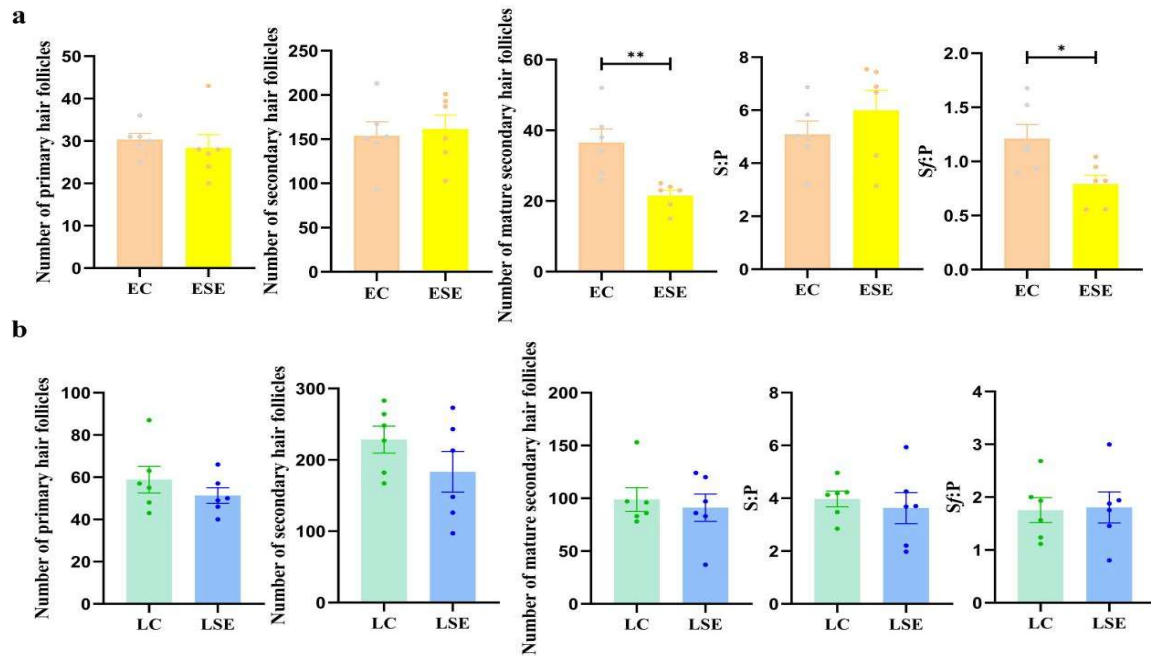 a
Number of primary hair follicles
50
40
30
20
10
0
EC ESE
Number of secondary hair follicles
250
200
150
100
50
0
EC ESE
Number of mature secondary hair follicles
60
40
20
0
**
EC ESE
S:P
8
6
4
2
0
EC ESE
Sf:P
2.0
1.5
1.0
0.5
0.0
*
EC ESE
b
Number of primary hair follicles
100
80
60
40
20
0
LC LSE
Number of secondary hair follicles
300
200
100
0
LC LSE
Number of mature secondary hair follicles
200
150
100
50
0
LC LSE
S:P
8
6
4
2
0
LC LSE
Sf:P
4
3
2
1
0
LC LSE